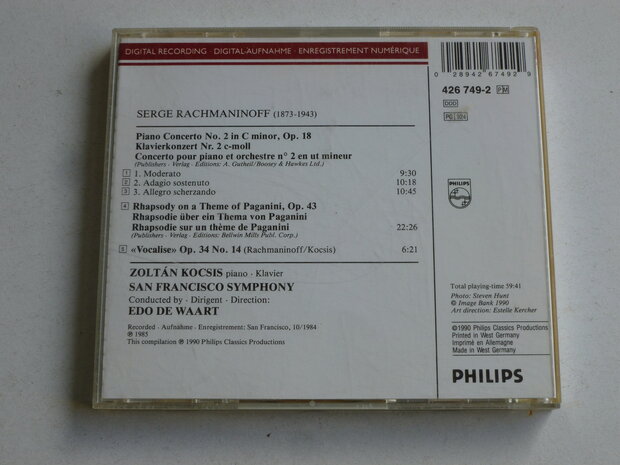 DIGITAL RECORDING · DIGITAL-AUFNAHME · ENREGISTREMENT NUMÉRIQUE
SERGE RACHMANINOFF (1873-1943)
Piano Concerto No. 2 in C minor, Op. 18
Klavierkonzert Nr. 2 c-moll
Concerto pour piano et orchestre n° 2 en ut mineur
(Publishers · Verlag · Editions: A. Gutheil/Boosey & Hawkes Ltd.)
1 1. Moderato 9:30
2 2. Adagio sostenuto 10:18
3 3. Allegro scherzando 10:45
4 Rhapsody on a Theme of Paganini, Op. 43
Rhapsodie über ein Thema von Paganini
Rhapsodie sur un thème de Paganini 22:26
(Publishers · Verlag · Editions: Bellwin Mills Publ. Corp.)
5 «Vocalise» Op. 34 No. 14 (Rachmaninoff/Kocsis) 6:21
ZOLTÁN KOCSIS piano · Klavier
SAN FRANCISCO SYMPHONY
Conducted by · Dirigent · Direction:
EDO DE WAART
Recorded · Aufnahme · Enregistrement: San Francisco, 10/1984
℗ 1985
This compilation ℗ 1990 Philips Classics Productions
0 28942 67492 9
426 749-2 PM
DDD
PG 324
PHILIPS
Total playing-time 59:41
Photo: Steven Hunt
© Image Bank 1990
Art direction: Estelle Kercher
©1990 Philips Classics Productions
Printed in West Germany
Imprimé en Allemagne
Made in West Germany
PHILIPS